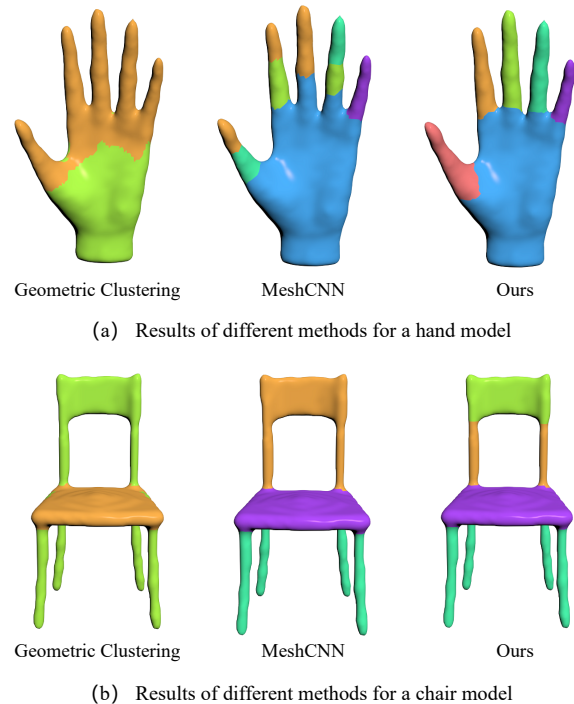 Geometric Clustering MeshCNN Ours
(a) Results of different methods for a hand model
Geometric Clustering MeshCNN Ours
(b) Results of different methods for a chair model